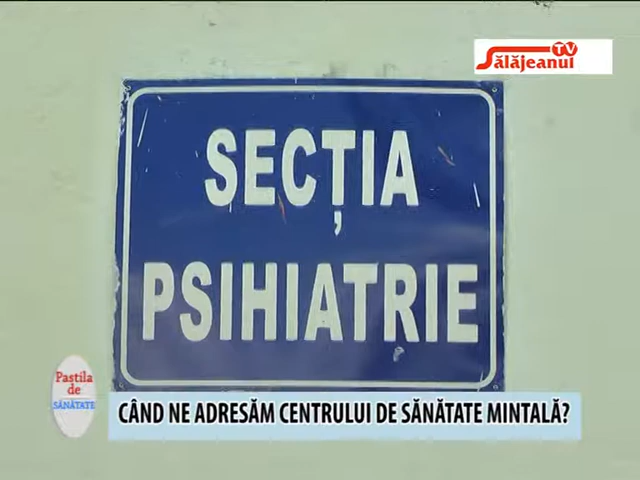 Sălăjeanul TV
SECȚIA
PSIHIATRIE
Pastila
de
SĂNĂTATE
CÂND NE ADRESĂM CENTRULUI DE SĂNĂTATE MINTALĂ?